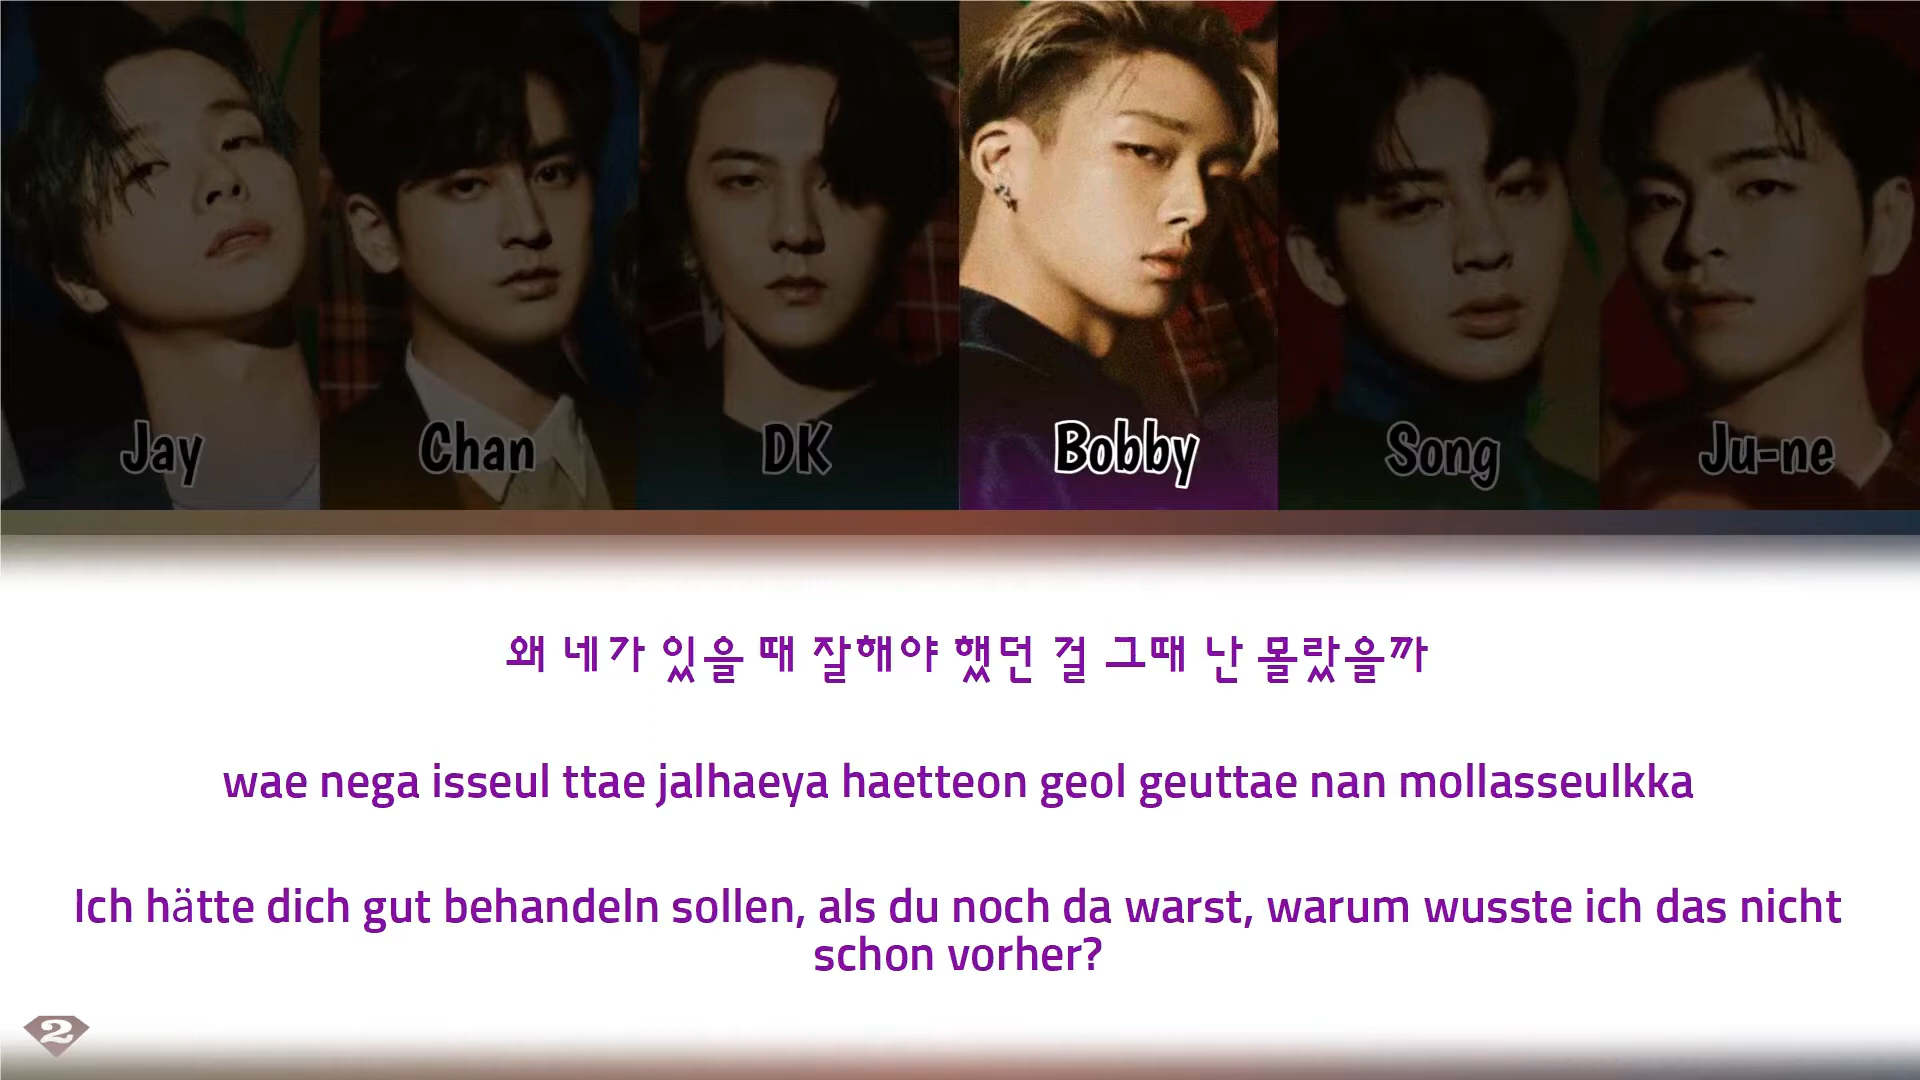 Jay Chan DK Bobby Song Ju-ne
왜 네가 있을 때 잘해야 했던 걸 그때 난 몰랐을까
wae nega isseul ttae jalhaeya haetteon geol geuttae nan mollasseulkka
Ich hätte dich gut behandeln sollen, als du noch da warst, warum wusste ich das nicht
schon vorher?
2